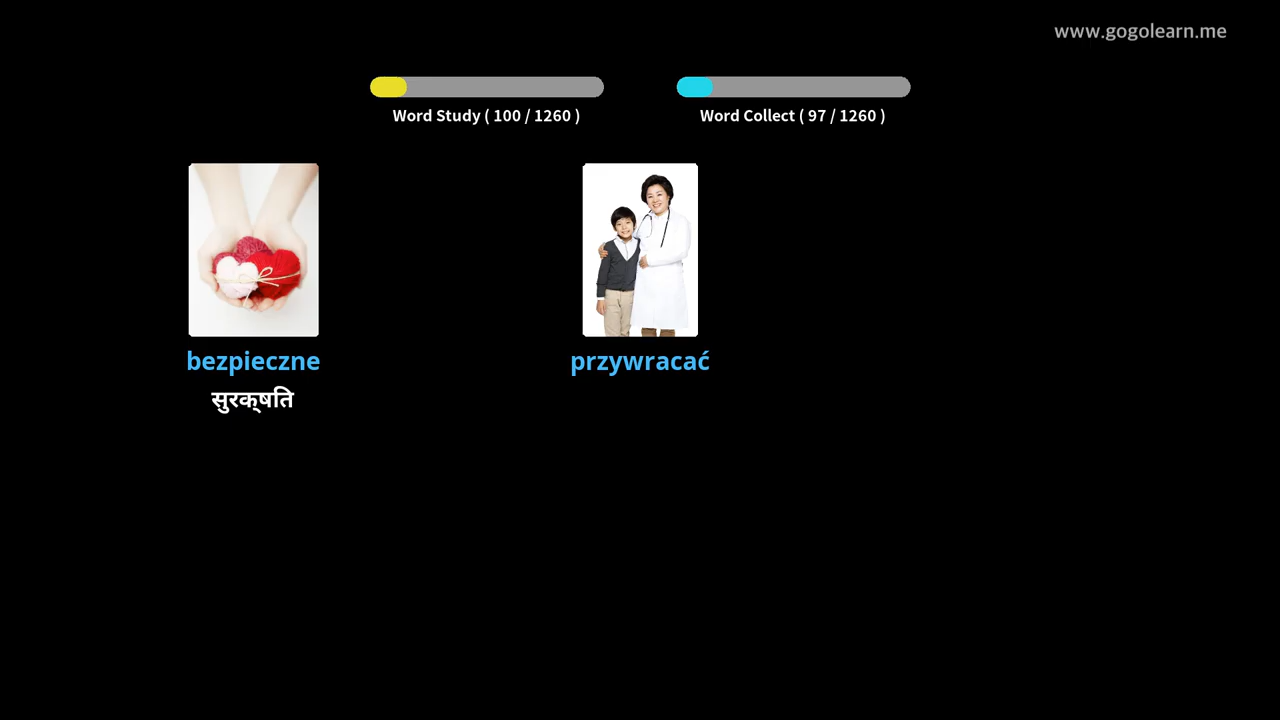 www.gogolearn.me
Word Study ( 100 / 1260 )
Word Collect ( 97 / 1260 )
bezpieczne
przywracać
सुरक्‌षति